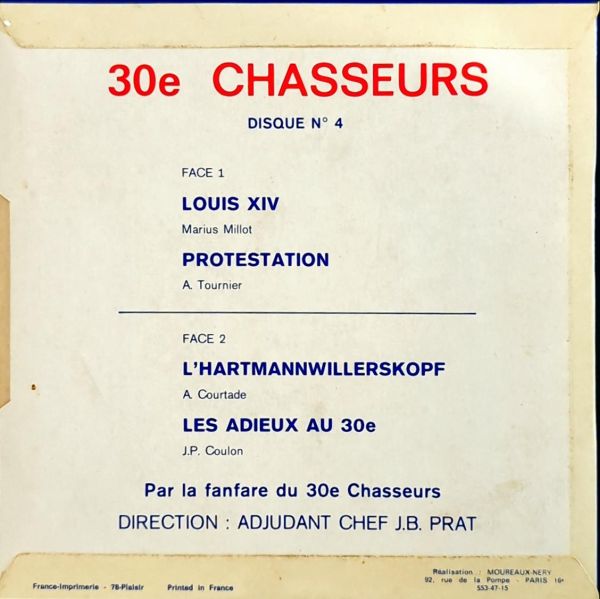 30e CHASSEURS
DISQUE N° 4
FACE 1
LOUIS XIV
Marius Millot
PROTESTATION
A. Tournier
FACE 2
L'HARTMANNWILLERSKOPF
A. Courtade
LES ADIEUX AU 30e
J.P. Coulon
Par la fanfare du 30e Chasseurs
DIRECTION : ADJUDANT CHEF J.B. PRAT
France-Imprimerie - 78-Plaisir Printed in France
Réalisation : MOUREAUX-NERY
92, rue de la Pompe - PARIS 16e
553-47-15